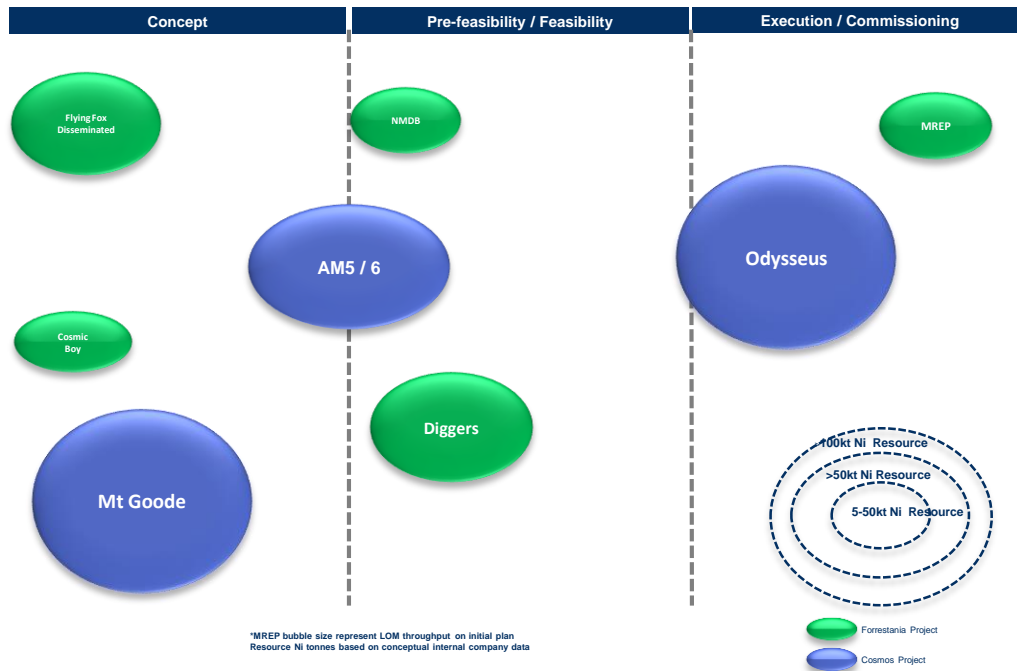 Concept
Pre-feasibility / Feasibility
Execution / Commissioning
Flying Fox
Disseminated
NMDB
MREP
AM5 / 6
Odysseus
Cosmic
Boy
Diggers
Mt Goode
100kt Ni Resource
>50kt Ni Resource
5-50kt Ni Resource
*MREP bubble size represent LOM throughput on initial plan
Resource Ni tonnes based on conceptual internal company data
Forrestania Project
Cosmos Project